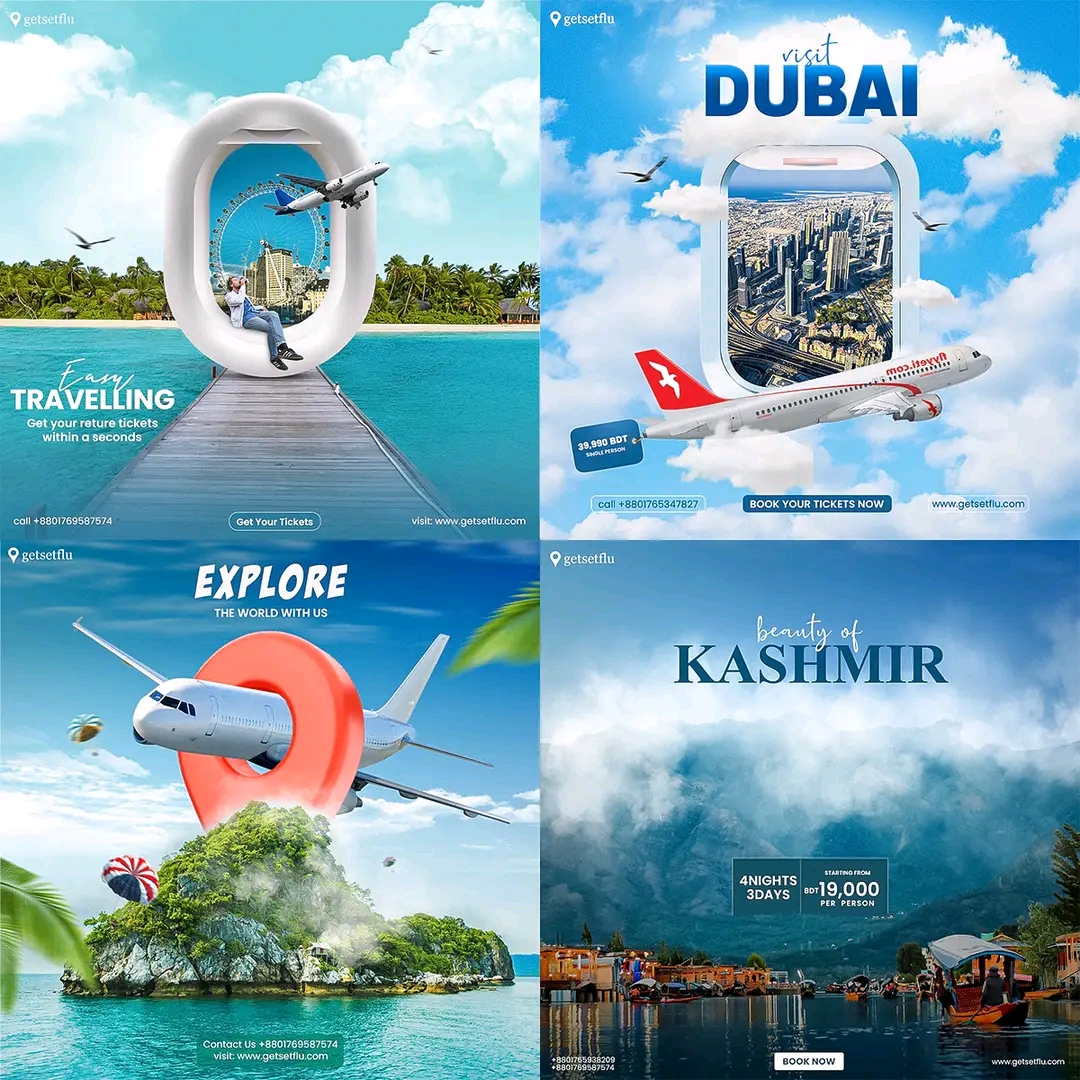 getsetflu
Easy
TRAVELLING
Get your reture tickets
within a seconds
call +8801769587574
Get Your Tickets
visit: www.getsetflu.com
getsetflu
visit
DUBAI
flyyeti.com
39,990 BDT
SINGLE PERSON
call +8801765347827
BOOK YOUR TICKETS NOW
www.getsetflu.com
getsetflu
EXPLORE
THE WORLD WITH US
Contact Us +8801769587574
visit: www.getsetflu.com
getsetflu
beauty of
KASHMIR
4NIGHTS
3DAYS
STARTING FROM
BDT 19,000
PER PERSON
+8801765938209
+8801769587574
BOOK NOW
www.getsetflu.com